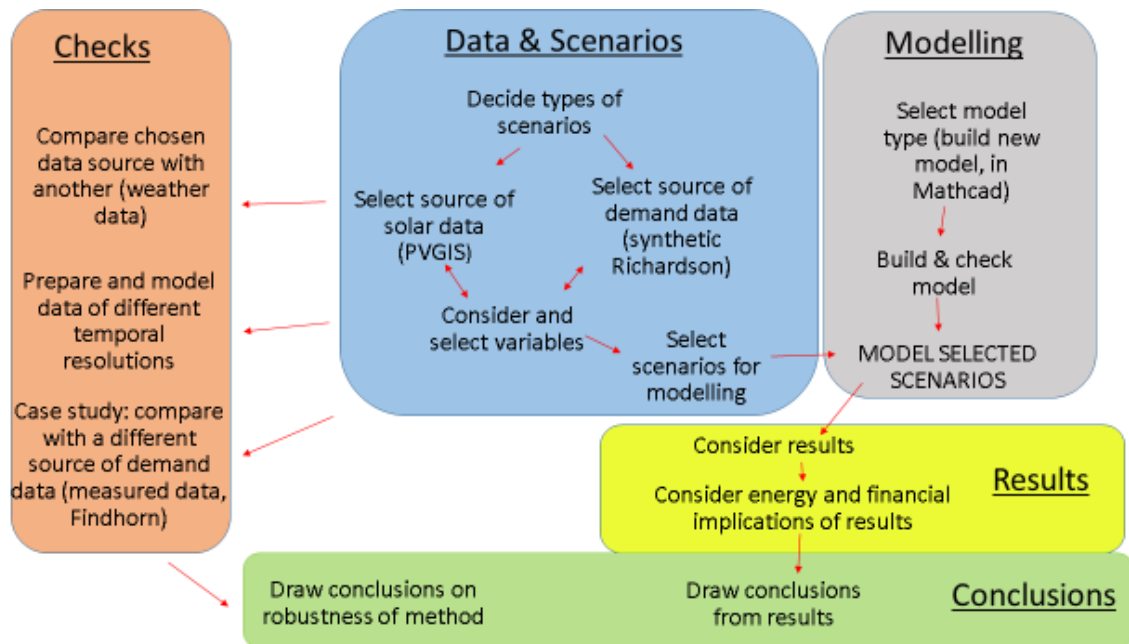 Checks
Compare chosen
data source with
another (weather
data)
Prepare and model
data of different
temporal
resolutions
Case study: compare
with a different
source of demand
data (measured data,
Findhorn)
Data & Scenarios
Decide types of
scenarios
Select source of
solar data
(PVGIS)
Select source of
demand data
(synthetic
Richardson)
Consider and
select variables
Select
scenarios for
modelling
Modelling
Select model
type (build new
model, in
Mathcad)
Build & check
model
MODEL SELECTED
SCENARIOS
Consider results
Consider energy and financial
implications of results
Results
Draw conclusions on
robustness of method
Draw conclusions
from results
Conclusions